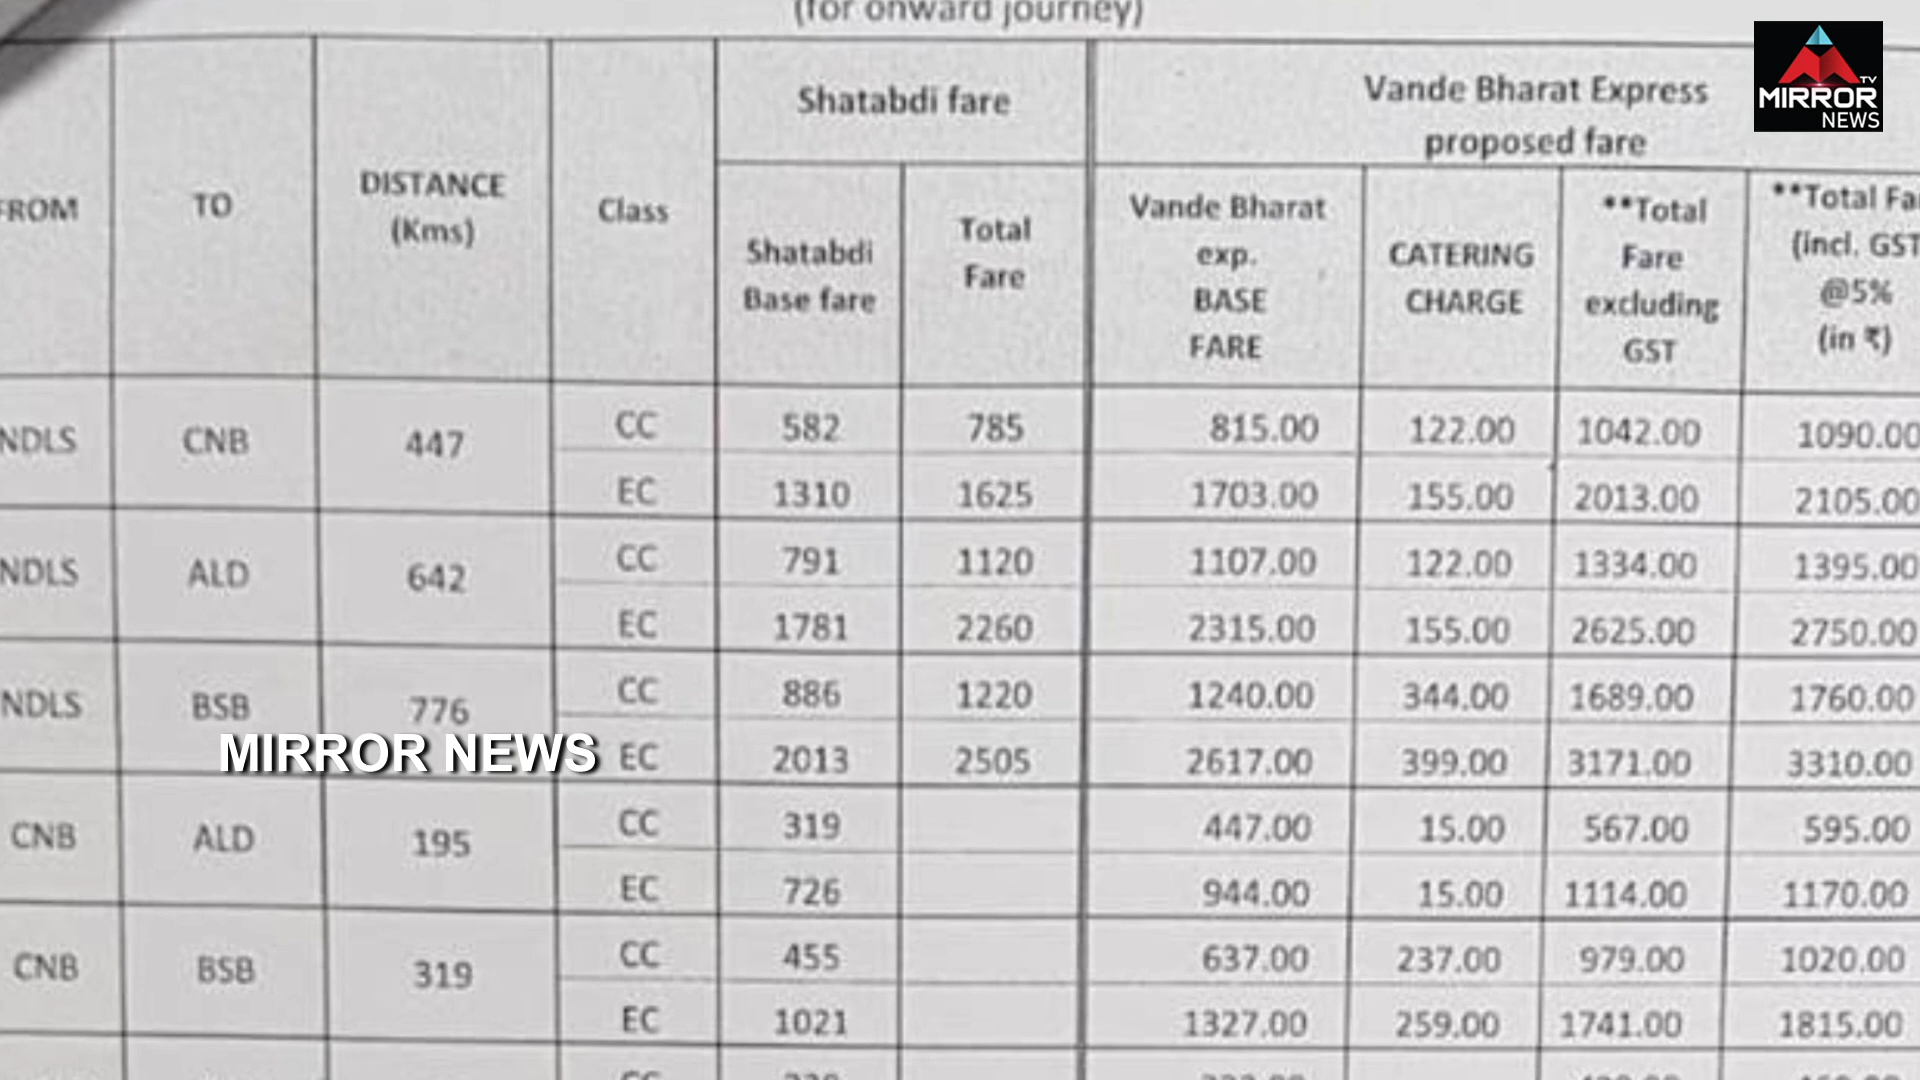 (for onward journey)
TV
MIRROR
NEWS
Shatabdi fare
Vande Bharat Express
proposed fare
FROM TO DISTANCE (Kms) Class
Shatabdi Base fare
Total Fare
Vande Bharat exp. BASE FARE
CATERING CHARGE
**Total Fare excluding GST
**Total Fa (incl. GST @5% (in ₹)
NDLS CNB 447 CC 582 785 815.00 122.00 1042.00 1090.00
EC 1310 1625 1703.00 155.00 2013.00 2105.00
NDLS ALD 642 CC 791 1120 1107.00 122.00 1334.00 1395.00
EC 1781 2260 2315.00 155.00 2625.00 2750.00
NDLS BSB 776 CC 886 1220 1240.00 344.00 1689.00 1760.00
MIRROR NEWS
EC 2013 2505 2617.00 399.00 3171.00 3310.00
CNB ALD 195 CC 319 447.00 15.00 567.00 595.00
EC 726 944.00 15.00 1114.00 1170.00
CNB BSB 319 CC 455 637.00 237.00 979.00 1020.00
EC 1021 1327.00 259.00 1741.00 1815.00
CC